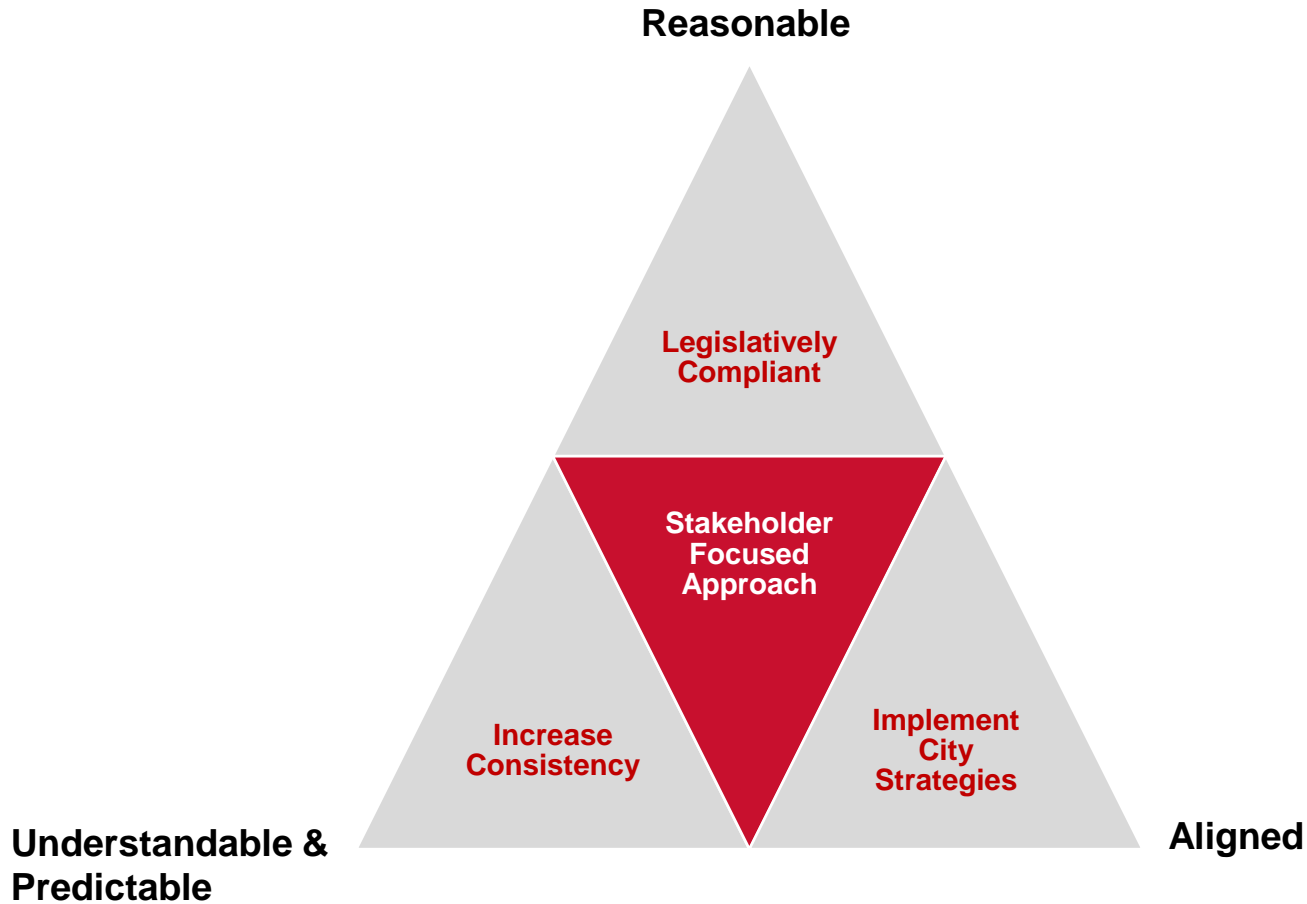 Reasonable
Legislatively
Compliant
Stakeholder
Focused
Approach
Increase
Consistency
Implement
City
Strategies
Understandable &
Predictable
Aligned